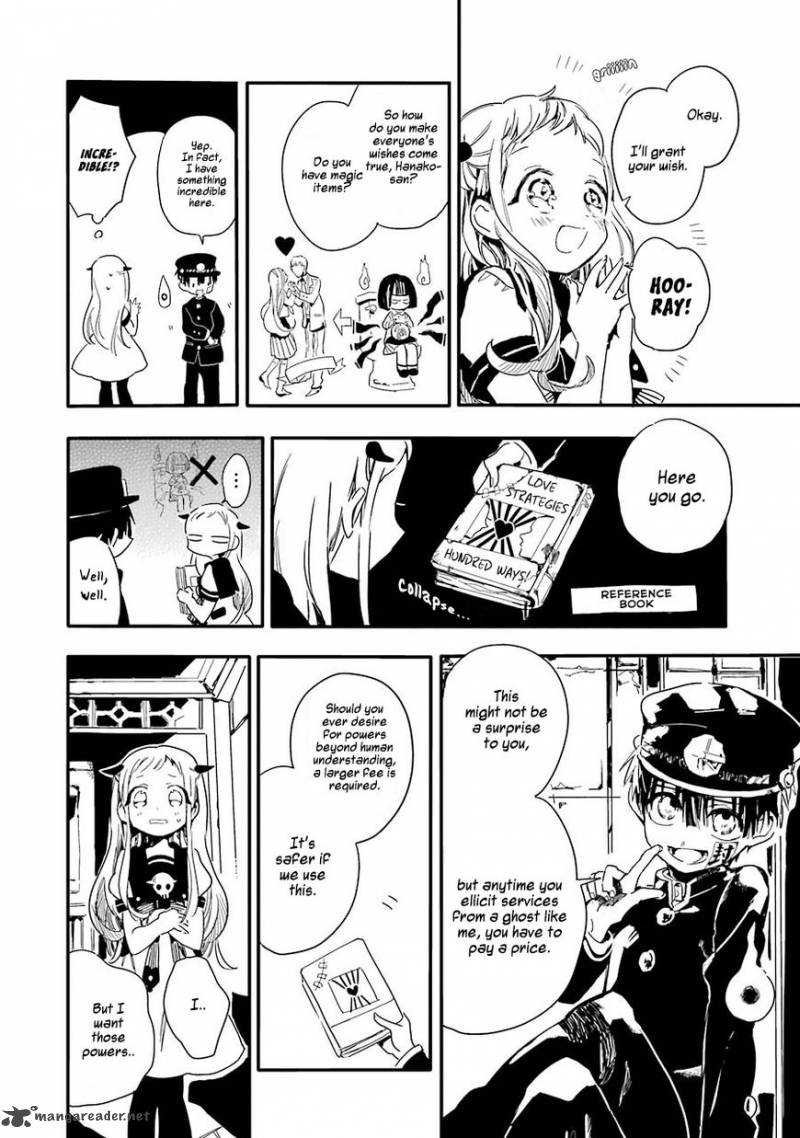 griiiiin
Okay.
I'll grant
your wish.
HOO-
RAY!
So how
do you make
everyone's
wishes come
true, Hanako-
san?
Do you
have magic
items?
Yep.
In fact,
I have
something
incredible
here.
INCRE-
DIBLE!?
Here
you go.
LOVE
STRATEGIES
HUNDRED WAYS!
Collapse...
REFERENCE
BOOK
...
Well,
well.
This
might not be
a surprise
to you,
but anytime you
ellicit services
from a ghost like
me, you have to
pay a price.
封
Should you
ever desire
for powers
beyond human
understanding,
a larger fee is
required.
It's
safer if
we use
this.
I..
But I
want
those
powers..
mangareader.net